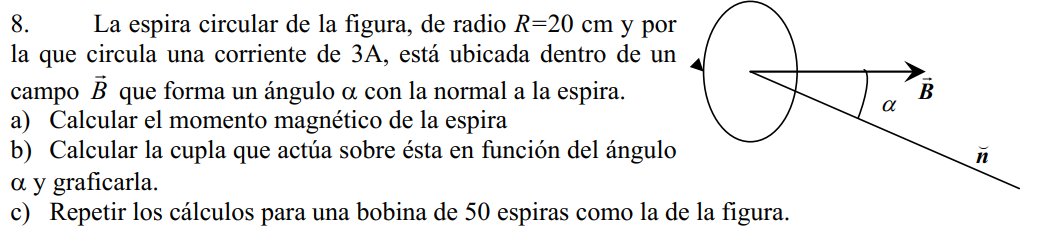 8. La espira circular de la figura, de radio R=20 cm y por
la que circula una corriente de 3A, está ubicada dentro de un
campo B⃗ que forma un ángulo α con la normal a la espira.
a) Calcular el momento magnético de la espira
b) Calcular la cupla que actúa sobre ésta en función del ángulo
α y graficarla.
c) Repetir los cálculos para una bobina de 50 espiras como la de la figura.
B⃗
α
n̆